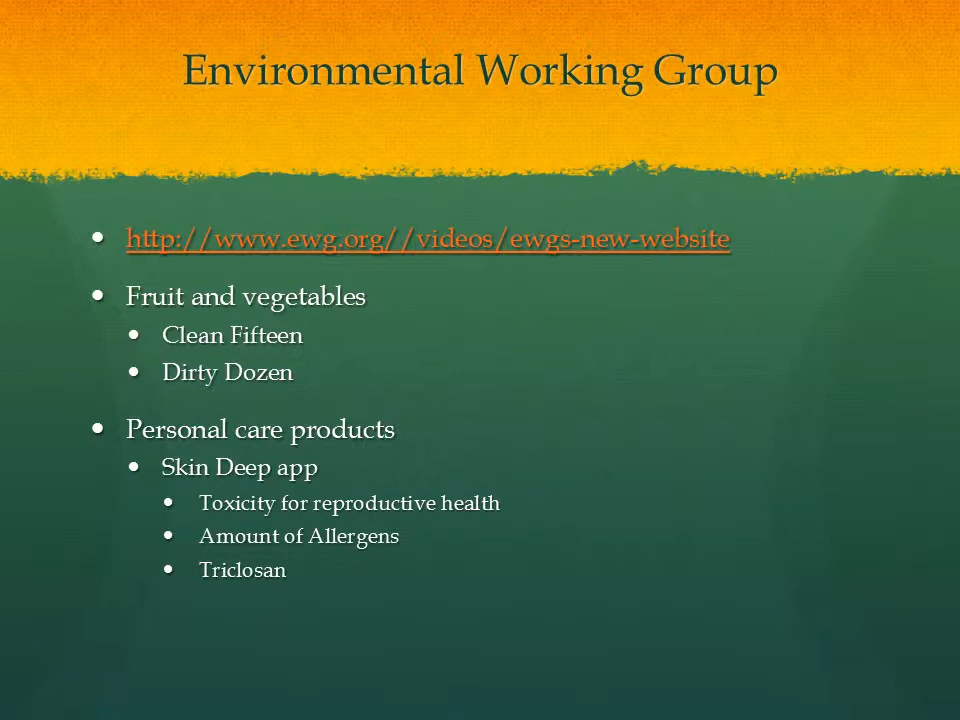 Environmental Working Group
• http://www.ewg.org//videos/ewgs-new-website
• Fruit and vegetables
• Clean Fifteen
• Dirty Dozen
• Personal care products
• Skin Deep app
• Toxicity for reproductive health
• Amount of Allergens
• Triclosan